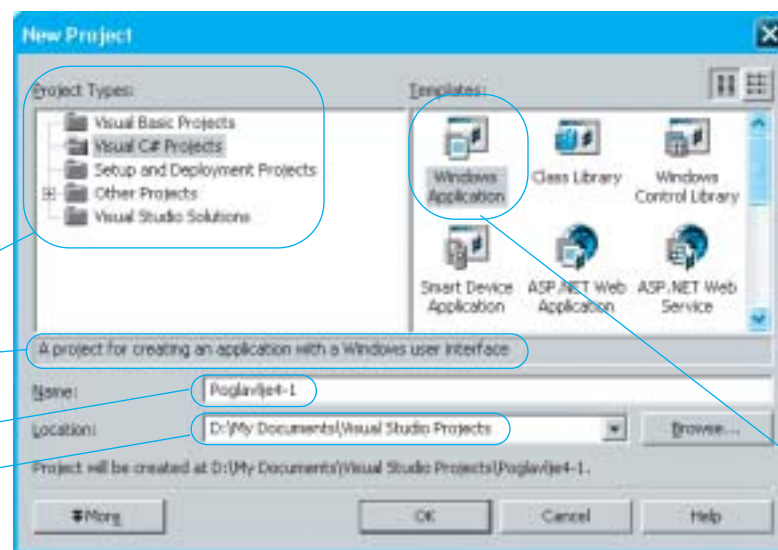 New Project
Project Types:
Templates:
Visual Basic Projects
Visual C# Projects
Setup and Deployment Projects
Other Projects
Visual Studio Solutions
Windows Application
Class Library
Windows Control Library
Smart Device Application
ASP.NET Web Application
ASP.NET Web Service
A project for creating an application with a Windows user interface
Name:
Poglavlje4-1
Location:
D:\My Documents\Visual Studio Projects
Browse...
Project will be created at D:\My Documents\Visual Studio Projects\Poglavlje4-1.
More
OK
Cancel
Help